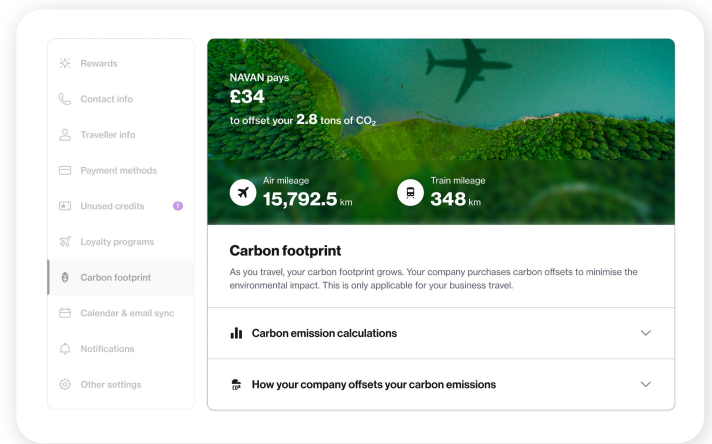 Rewards
Contact info
Traveller info
Payment methods
Unused credits 1
Loyalty programs
Carbon footprint
Calendar & email sync
Notifications
Other settings
NAVAN pays
£34
to offset your 2.8 tons of CO₂
Air mileage
15,792.5 km
Train mileage
348 km
Carbon footprint
As you travel, your carbon footprint grows. Your company purchases carbon offsets to minimise the
environmental impact. This is only applicable for your business travel.
Carbon emission calculations
How your company offsets your carbon emissions